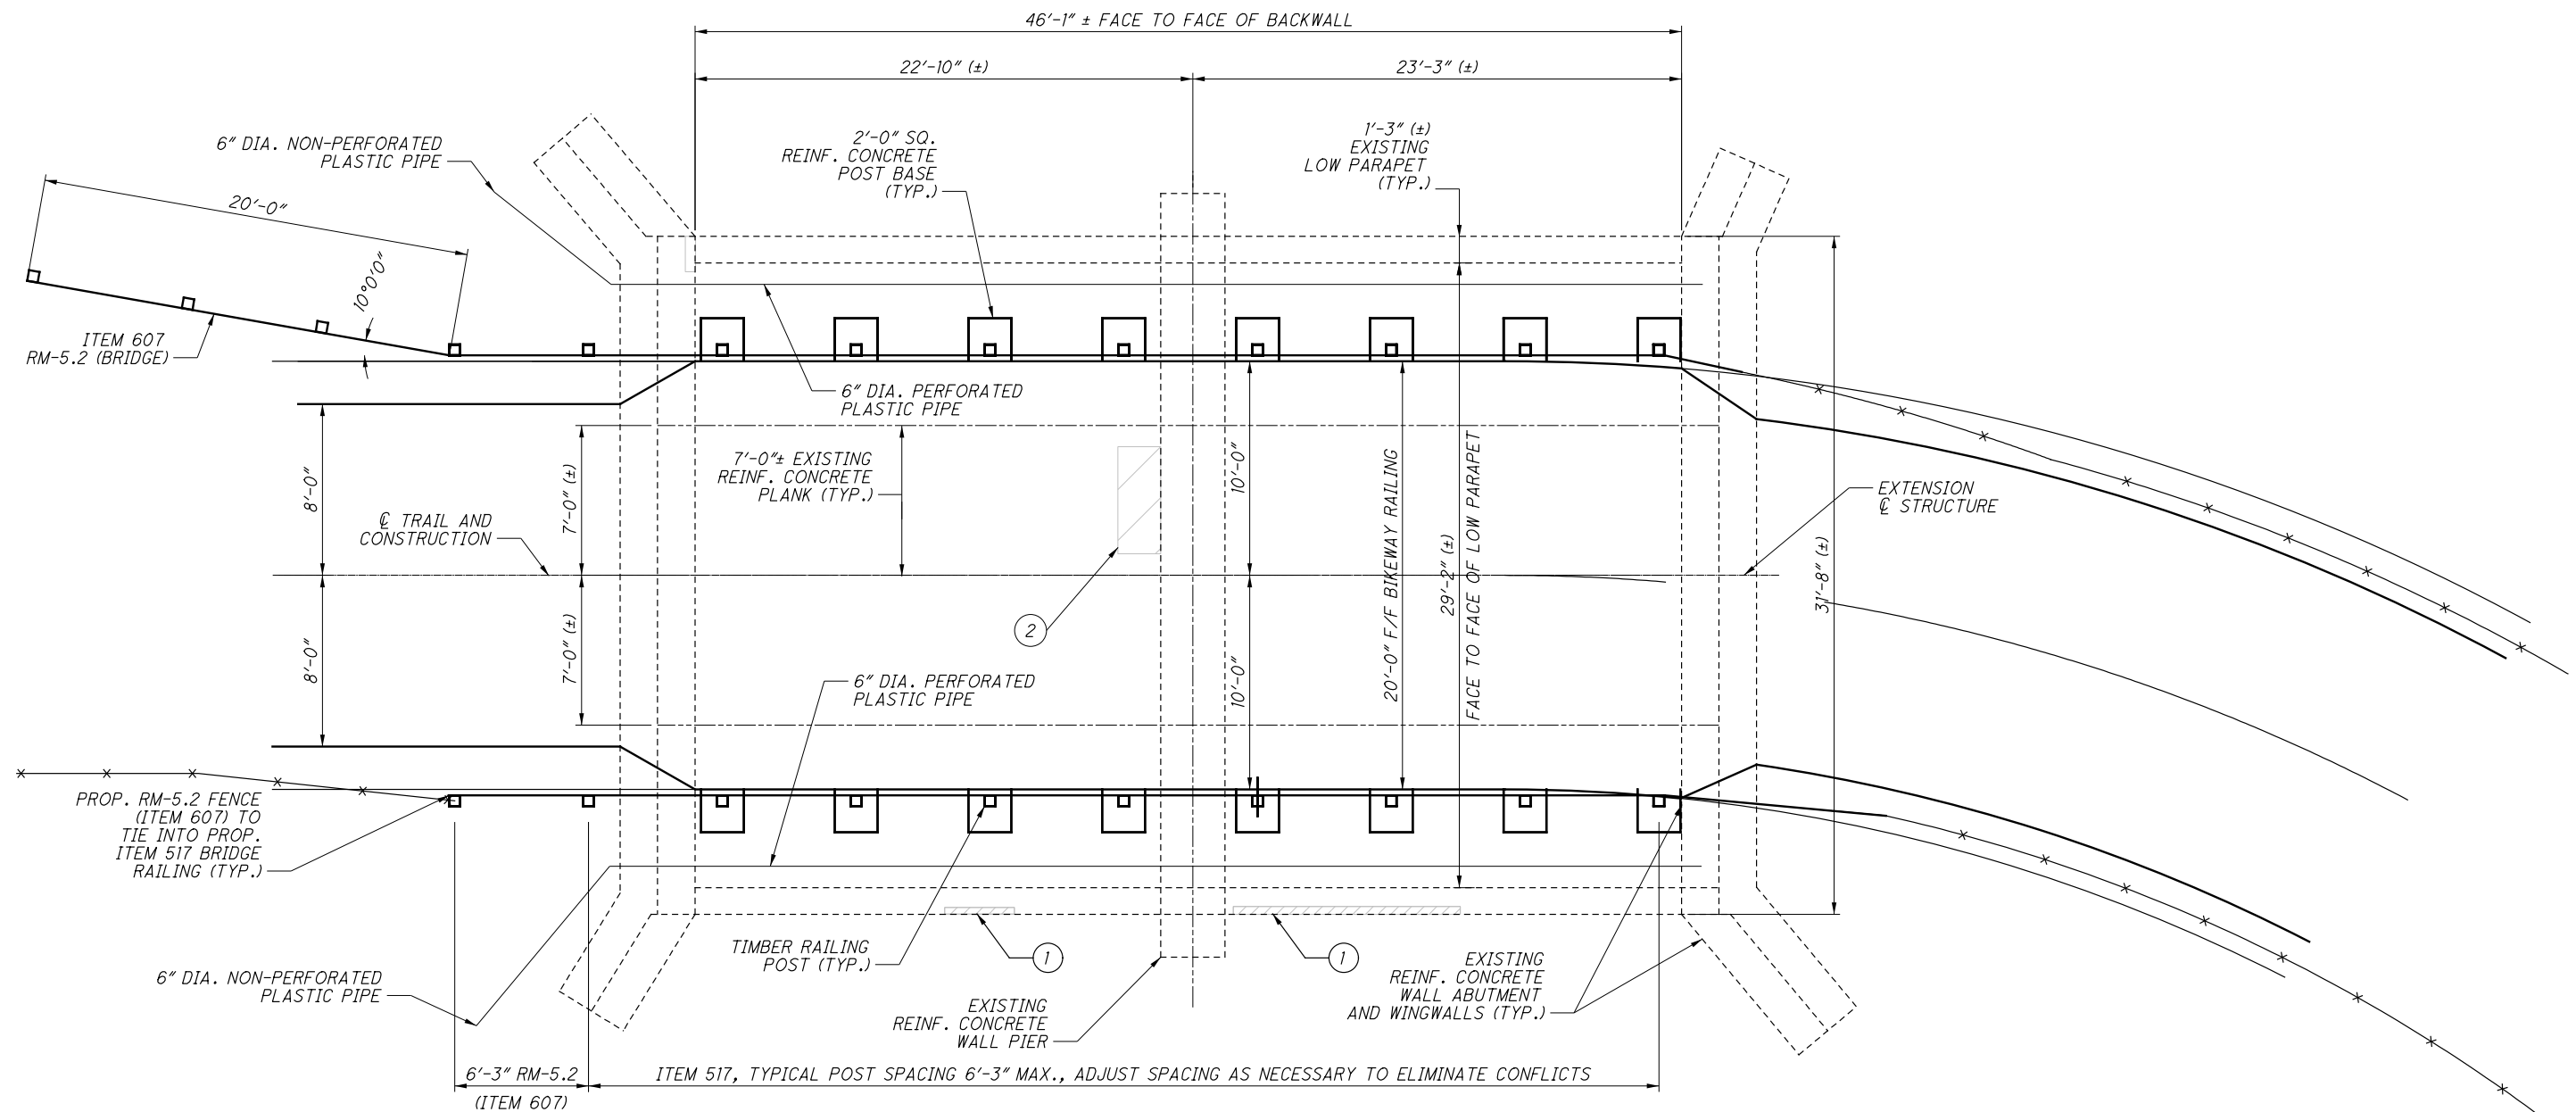 46'-1" ± FACE TO FACE OF BACKWALL
22'-10" (±)
23'-3" (±)
6" DIA. NON-PERFORATED
PLASTIC PIPE
2'-0" SQ.
REINF. CONCRETE
POST BASE
(TYP.)
1'-3" (±)
EXISTING
LOW PARAPET
(TYP.)
20'-0"
10°0'0"
ITEM 607
RM-5.2 (BRIDGE)
6" DIA. PERFORATED
PLASTIC PIPE
8'-0"
7'-0" (±)
7'-0"± EXISTING
REINF. CONCRETE
PLANK (TYP.)
10'-0"
20'-0" F/F BIKEWAY RAILING
29'-2" (±)
FACE TO FACE OF LOW PARAPET
31'-8" (±)
EXTENSION
℄ STRUCTURE
℄ TRAIL AND
CONSTRUCTION
2
8'-0"
7'-0" (±)
10'-0"
6" DIA. PERFORATED
PLASTIC PIPE
PROP. RM-5.2 FENCE
(ITEM 607) TO
TIE INTO PROP.
ITEM 517 BRIDGE
RAILING (TYP.)
TIMBER RAILING
POST (TYP.)
1
1
6" DIA. NON-PERFORATED
PLASTIC PIPE
EXISTING
REINF. CONCRETE
WALL PIER
EXISTING
REINF. CONCRETE
WALL ABUTMENT
AND WINGWALLS (TYP.)
6'-3" RM-5.2
(ITEM 607)
ITEM 517, TYPICAL POST SPACING 6'-3" MAX., ADJUST SPACING AS NECESSARY TO ELIMINATE CONFLICTS